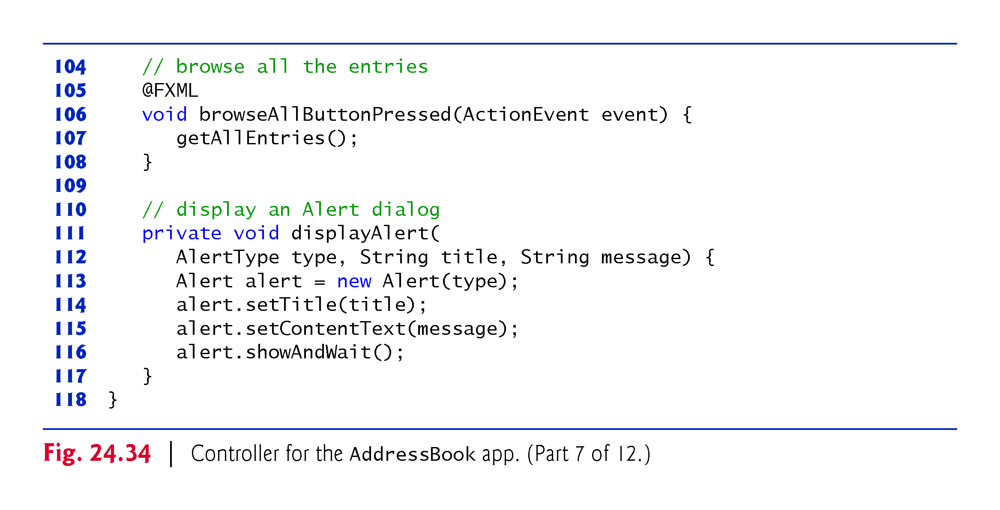 104 // browse all the entries
105 @FXML
106 void browseAllButtonPressed(ActionEvent event) {
107 getAllEntries();
108 }
109
110 // display an Alert dialog
111 private void displayAlert(
112 AlertType type, String title, String message) {
113 Alert alert = new Alert(type);
114 alert.setTitle(title);
115 alert.setContentText(message);
116 alert.showAndWait();
117 }
118 }
Fig. 24.34 | Controller for the AddressBook app. (Part 7 of 12.)